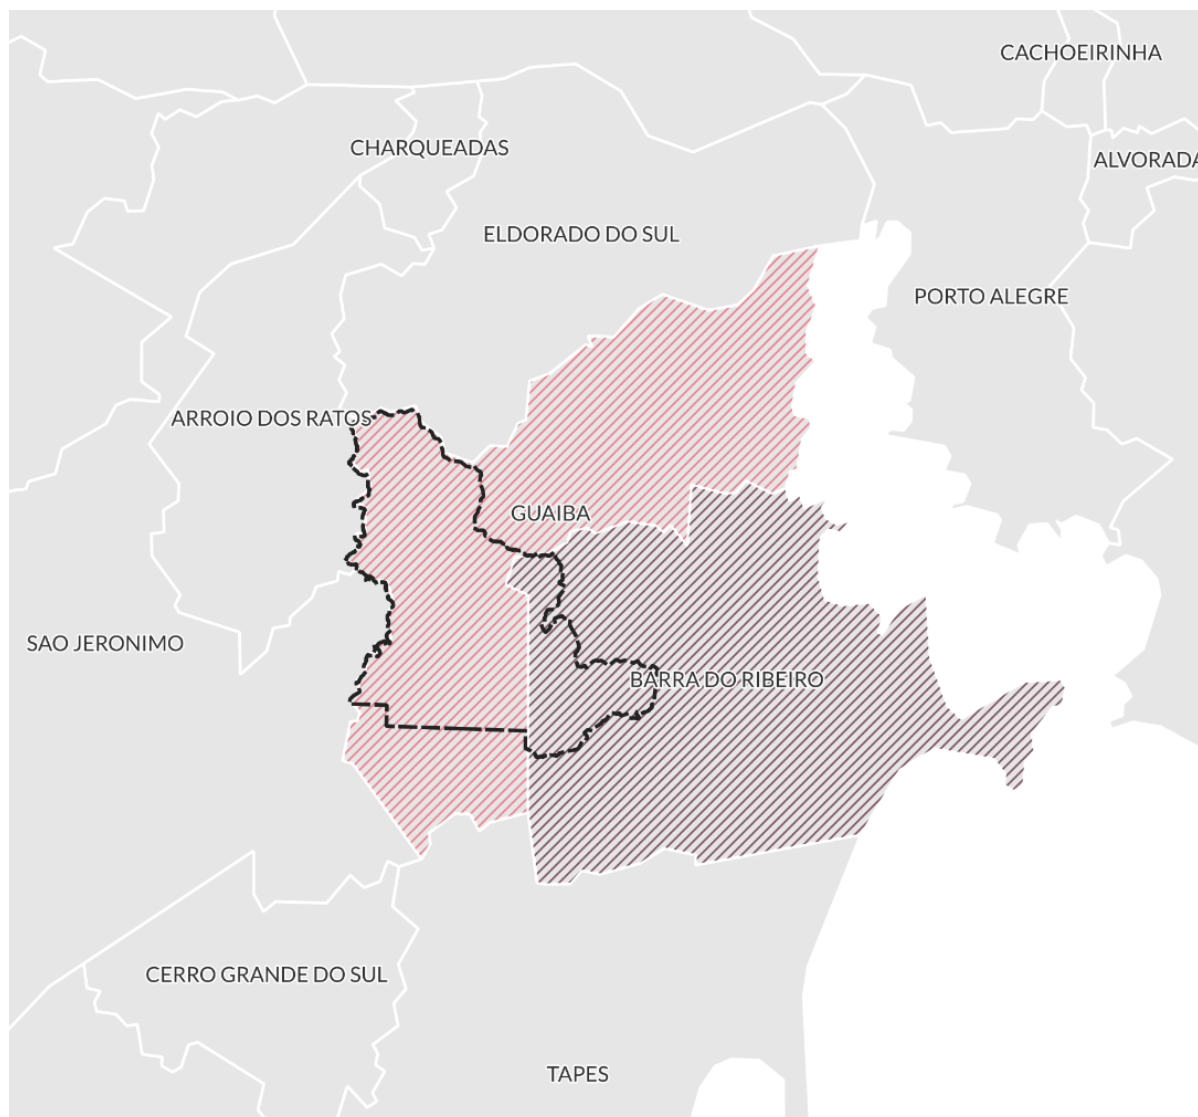 CACHOEIRINHA
CHARQUEADAS
ALVORADA
ELDORADO DO SUL
PORTO ALEGRE
ARROIO DOS RATOS
GUAIBA
SAO JERONIMO
BARRA DO RIBEIRO
CERRO GRANDE DO SUL
TAPES